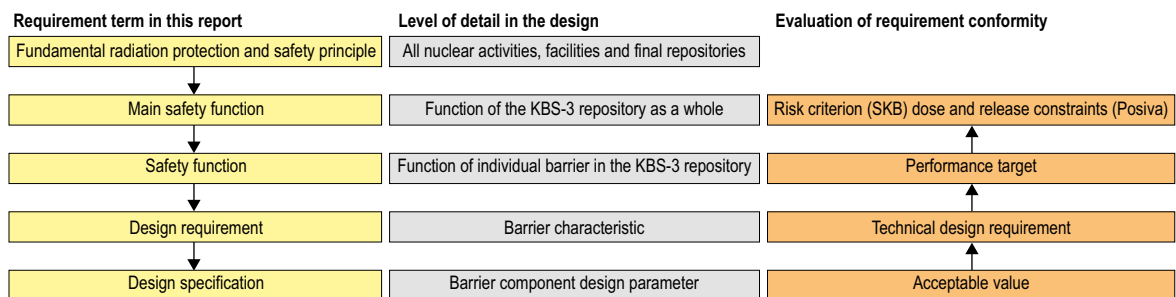 Requirement term in this report
Level of detail in the design
Evaluation of requirement conformity
Fundamental radiation protection and safety principle
All nuclear activities, facilities and final repositories
Main safety function
Function of the KBS-3 repository as a whole
Risk criterion (SKB) dose and release constraints (Posiva)
Safety function
Function of individual barrier in the KBS-3 repository
Performance target
Design requirement
Barrier characteristic
Technical design requirement
Design specification
Barrier component design parameter
Acceptable value